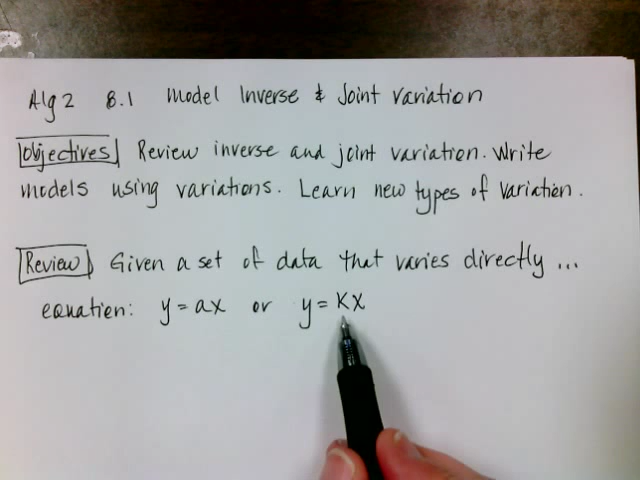 Alg 2 8.1 Model Inverse & Joint Variation
Objectives Review inverse and joint variation. Write
models using variations. Learn new types of variation.
Review Given a set of data that varies directly ...
equation: y = ax or y = Kx